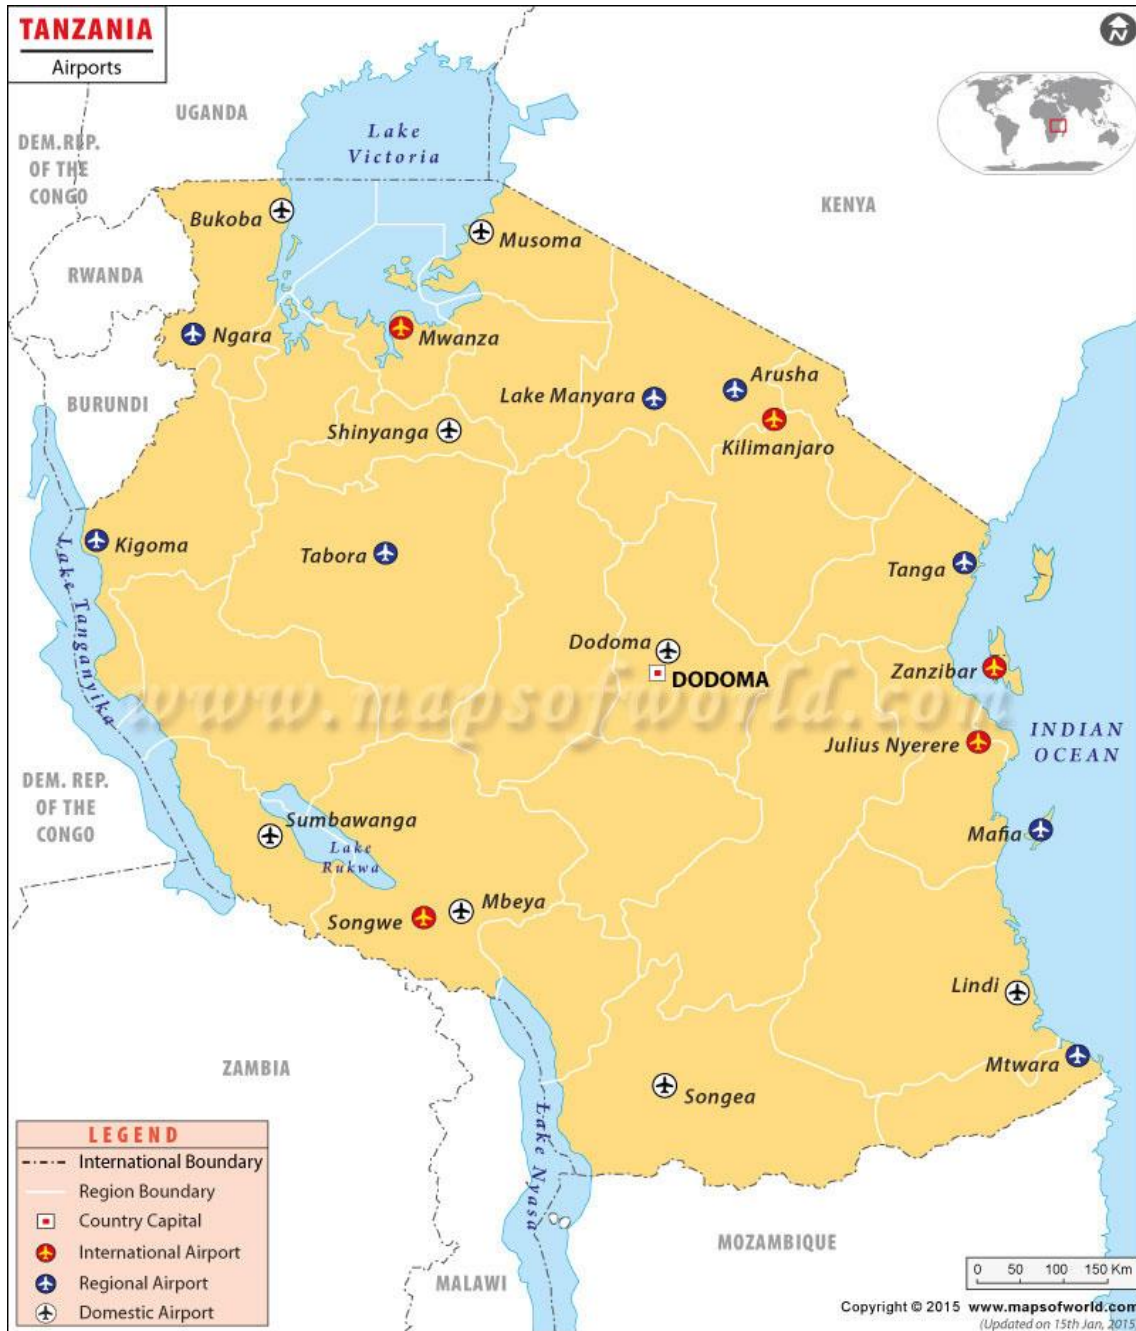 TANZANIA
Airports
N
UGANDA
Lake
Victoria
DEM.REP.
OF THE
CONGO
KENYA
Bukoba
Musoma
RWANDA
Ngara
Mwanza
Arusha
Lake Manyara
BURUNDI
Shinyanga
Kilimanjaro
Kigoma
Tabora
Tanga
Lake Tanganyika
Dodoma
DODOMA
Zanzibar
www.mapsofworld.com
Julius Nyerere
INDIAN
OCEAN
DEM. REP.
OF THE
CONGO
Sumbawanga
Lake
Rukwa
Mafia
Mbeya
Songwe
Lindi
ZAMBIA
Mtwara
Songea
Lake Nyasa
LEGEND
International Boundary
Region Boundary
Country Capital
International Airport
Regional Airport
Domestic Airport
MOZAMBIQUE
MALAWI
0 50 100 150 Km
Copyright © 2015 www.mapsofworld.com
(Updated on 15th Jan, 2015)